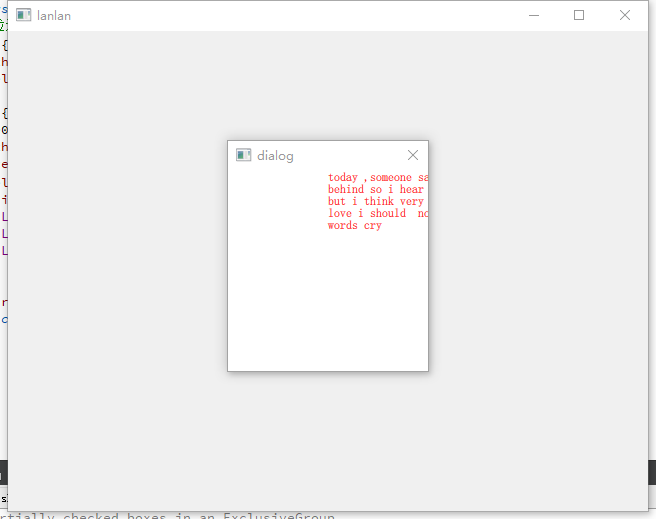 lanlan
dialog
today ,someone sa
behind so i hear
but i think very
love i should  no
words cry
rtially checked boxes in an ExclusiveGroup